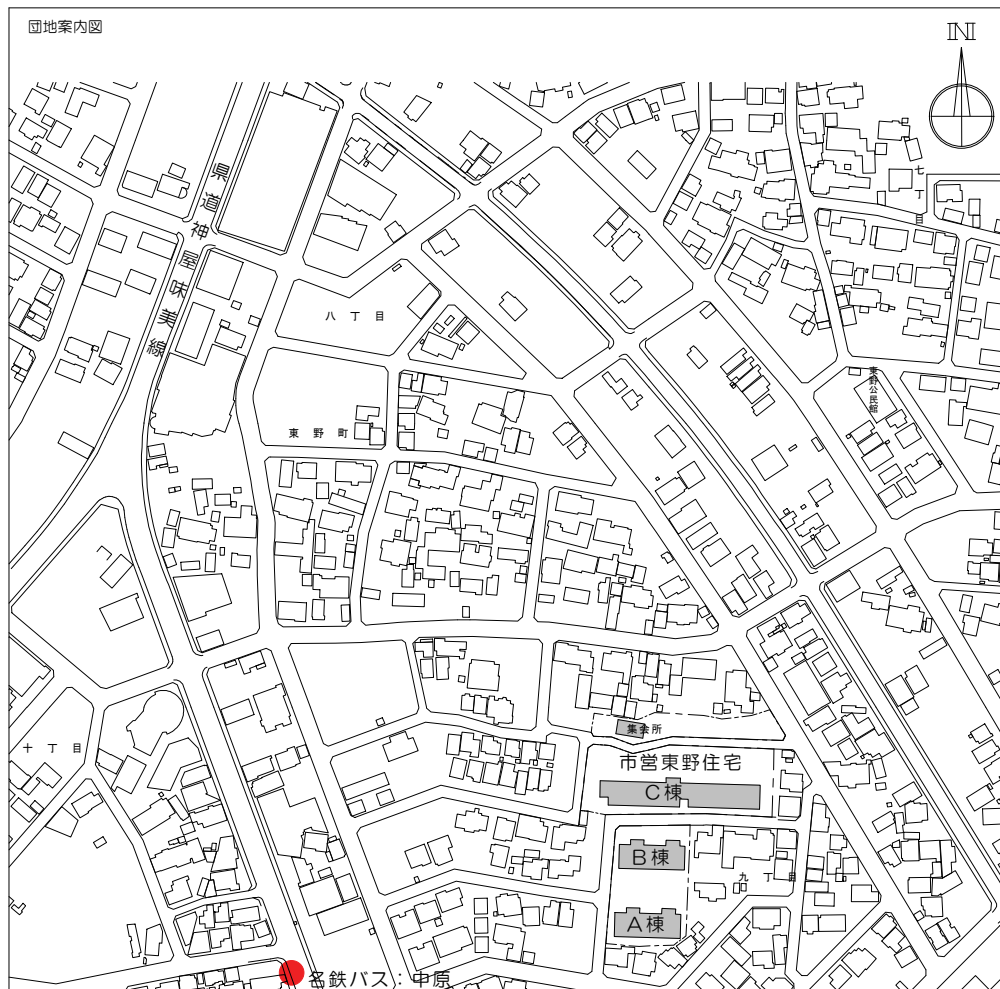 団地案内図
N
県道神屋味美線
七丁目
八丁目
東野公民館
東野町
十丁目
集会所
市営東野住宅
C棟
B棟
九丁目
A棟
名鉄バス：中原